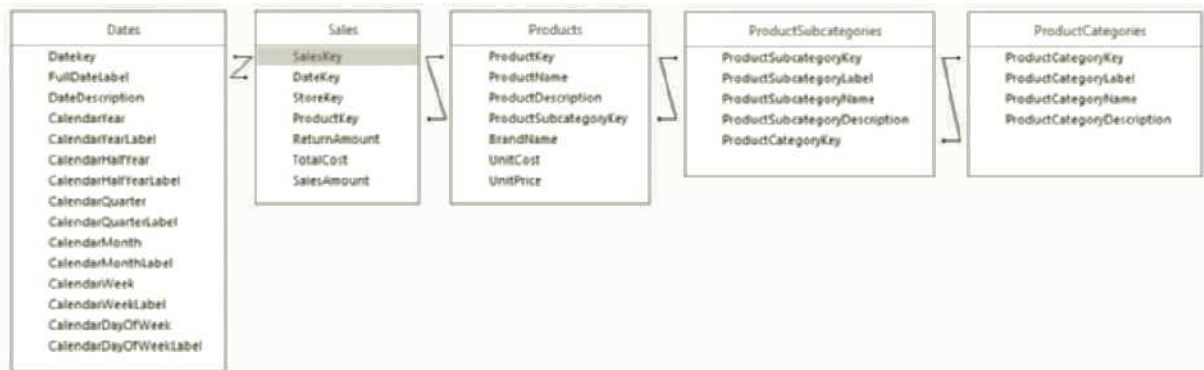 Dates
Datekey
FullDateLabel
DateDescription
CalendarYear
CalendarYearLabel
CalendarHalfYear
CalendarHalfYearLabel
CalendarQuarter
CalendarQuarterLabel
CalendarMonth
CalendarMonthLabel
CalendarWeek
CalendarWeekLabel
CalendarDayOfWeek
CalendarDayOfWeekLabel
Sales
SalesKey
DateKey
StoreKey
ProductKey
ReturnAmount
TotalCost
SalesAmount
Products
ProductKey
ProductName
ProductDescription
ProductSubcategoryKey
BrandName
UnitCost
UnitPrice
ProductSubcategories
ProductSubcategoryKey
ProductSubcategoryLabel
ProductSubcategoryName
ProductSubcategoryDescription
ProductCategoryKey
ProductCategories
ProductCategoryKey
ProductCategoryLabel
ProductCategoryName
ProductCategoryDescription